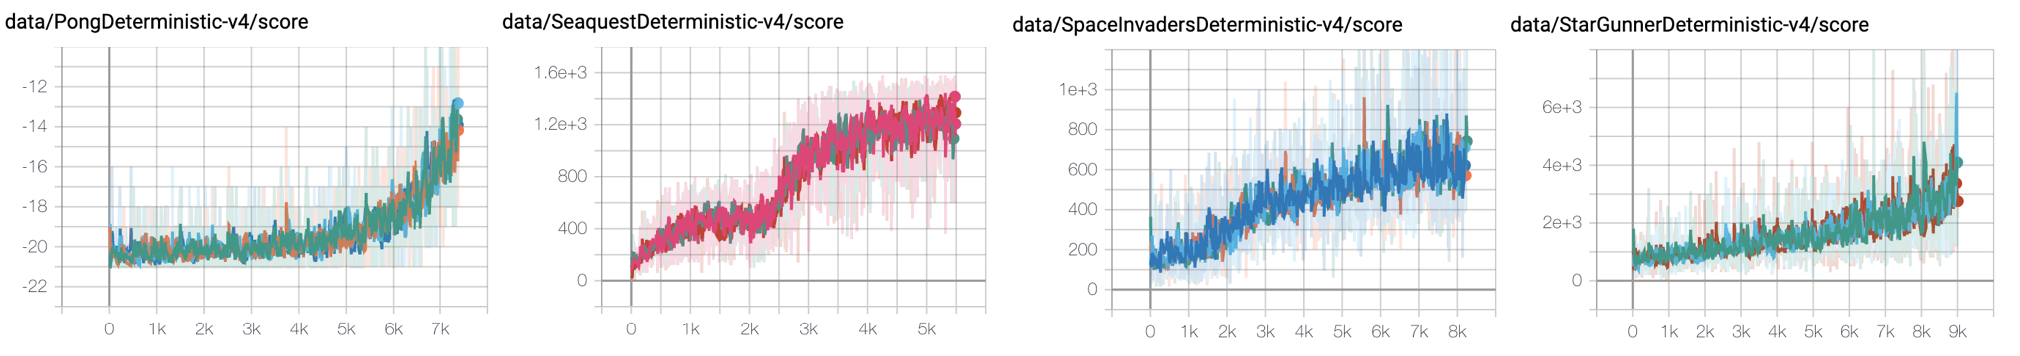 data/PongDeterministic-v4/score
-12
-14
-16
-18
-20
-22
0 1k 2k 3k 4k 5k 6k 7k
data/SeaquestDeterministic-v4/score
1.6e+3
1.2e+3
800
400
0
0 1k 2k 3k 4k 5k
data/SpaceInvadersDeterministic-v4/score
1e+3
800
600
400
200
0
0 1k 2k 3k 4k 5k 6k 7k 8k
data/StarGunnerDeterministic-v4/score
6e+3
4e+3
2e+3
0
0 1k 2k 3k 4k 5k 6k 7k 8k 9k